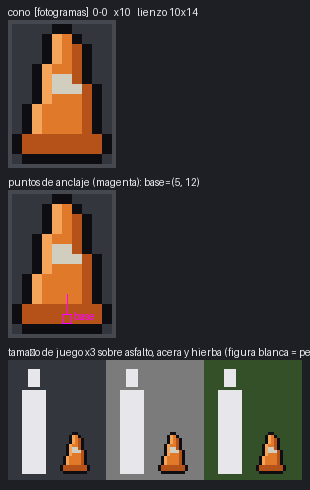 cono [fotogramas] 0-0 x10 lienzo 10x14
puntos de anclaje (magenta): base=(5, 12)
tama□o de juego x3 sobre asfalto, acera y hierba (figura blanca = pe